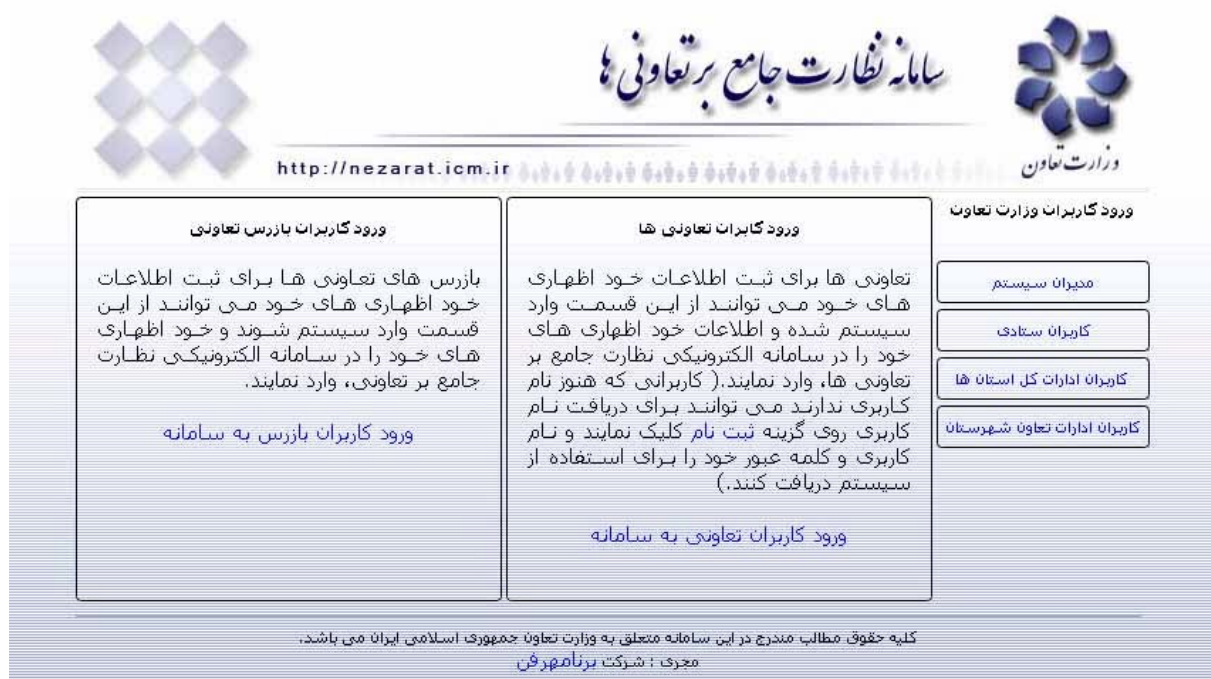 سامانه نظارت جامع بر تعاونی ها
وزارت تعاون
http://nezarat.icm.ir
ورود کاربران وزارت تعاون
مدیران سیستم
کاربران ستادی
کاربران ادارات کل استان ها
کاربران ادارات تعاون شهرستان
ورود کابران تعاونی ها
تعاونی ها برای ثبت اطلاعات خود اظهاری
های خود می توانند از این قسمت وارد
سیستم شده و اطلاعات خود اظهاری های
خود را در سامانه الکترونیکی نظارت جامع بر
تعاونی ها، وارد نمایند.( کاربرانی که هنوز نام
کاربری ندارند می توانند برای دریافت نام
کاربری روی گزینه ثبت نام کلیک نمایند و نام
کاربری و کلمه عبور خود را برای استفاده از
سیستم دریافت کنند.)
ورود کاربران تعاونی به سامانه
ورود کاربران بازرس تعاونی
بازرس های تعاونی ها برای ثبت اطلاعات
خود اظهاری های خود می توانند از این
قسمت وارد سیستم شوند و خود اظهاری
های خود را در سامانه الکترونیکی نظارت
جامع بر تعاونی، وارد نمایند.
ورود کاربران بازرس به سامانه
کلیه حقوق مطالب مندرج در این سامانه متعلق به وزارت تعاون جمهوری اسلامی ایران می باشد.
مجری : شرکت برنامهرفن